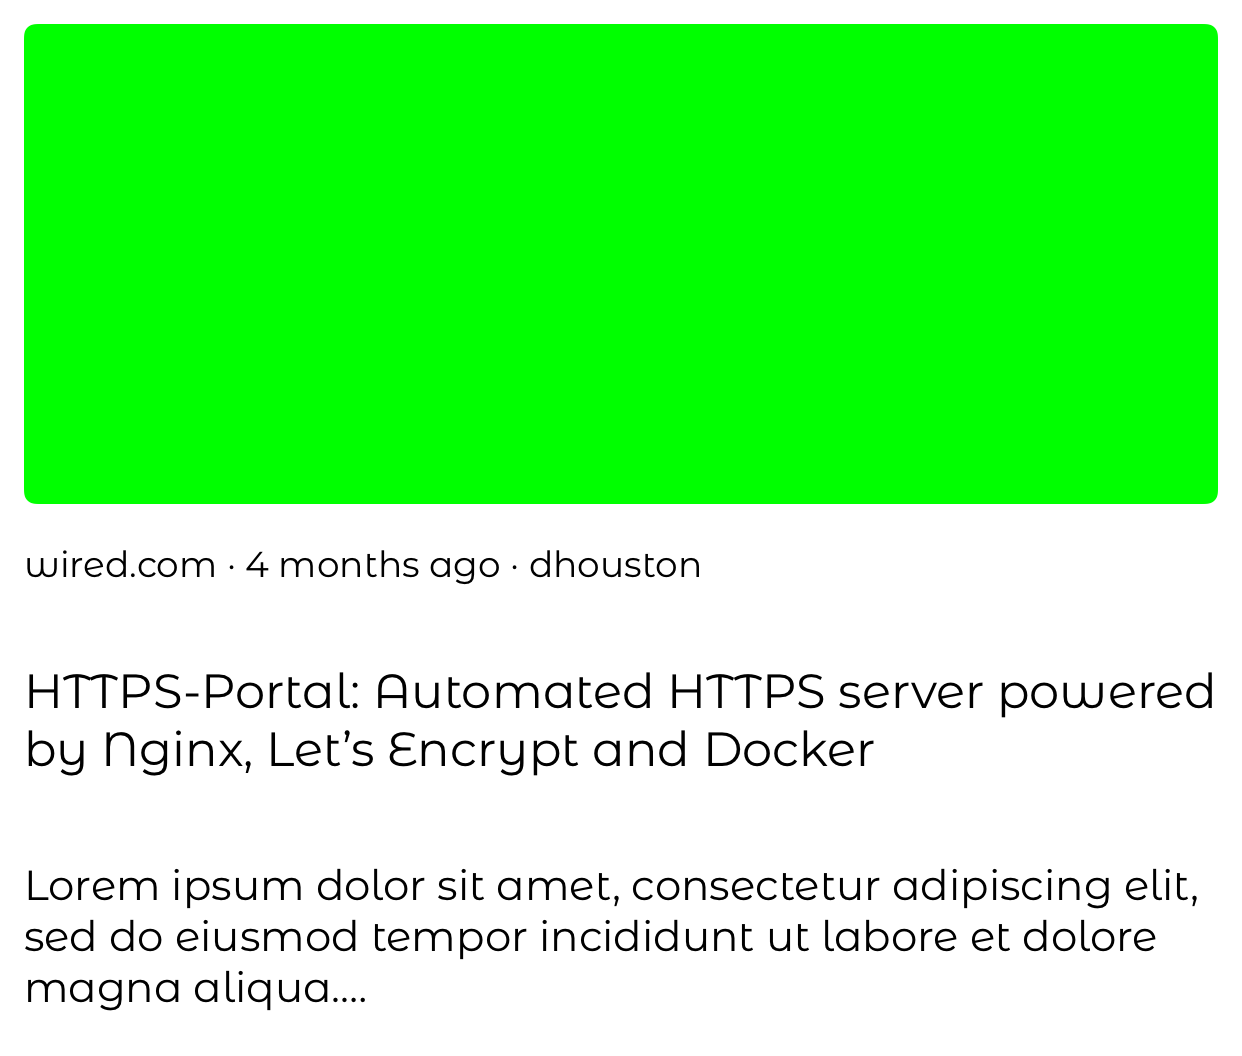 wired.com · 4 months ago · dhouston
HTTPS-Portal: Automated HTTPS server powered
by Nginx, Let’s Encrypt and Docker
Lorem ipsum dolor sit amet, consectetur adipiscing elit,
sed do eiusmod tempor incididunt ut labore et dolore
magna aliqua....